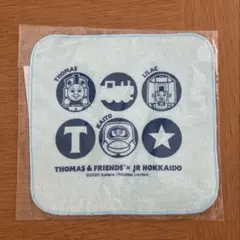 THOMAS
LILAC
KAITO
T
THOMAS & FRIENDS™ × JR HOKKAIDO